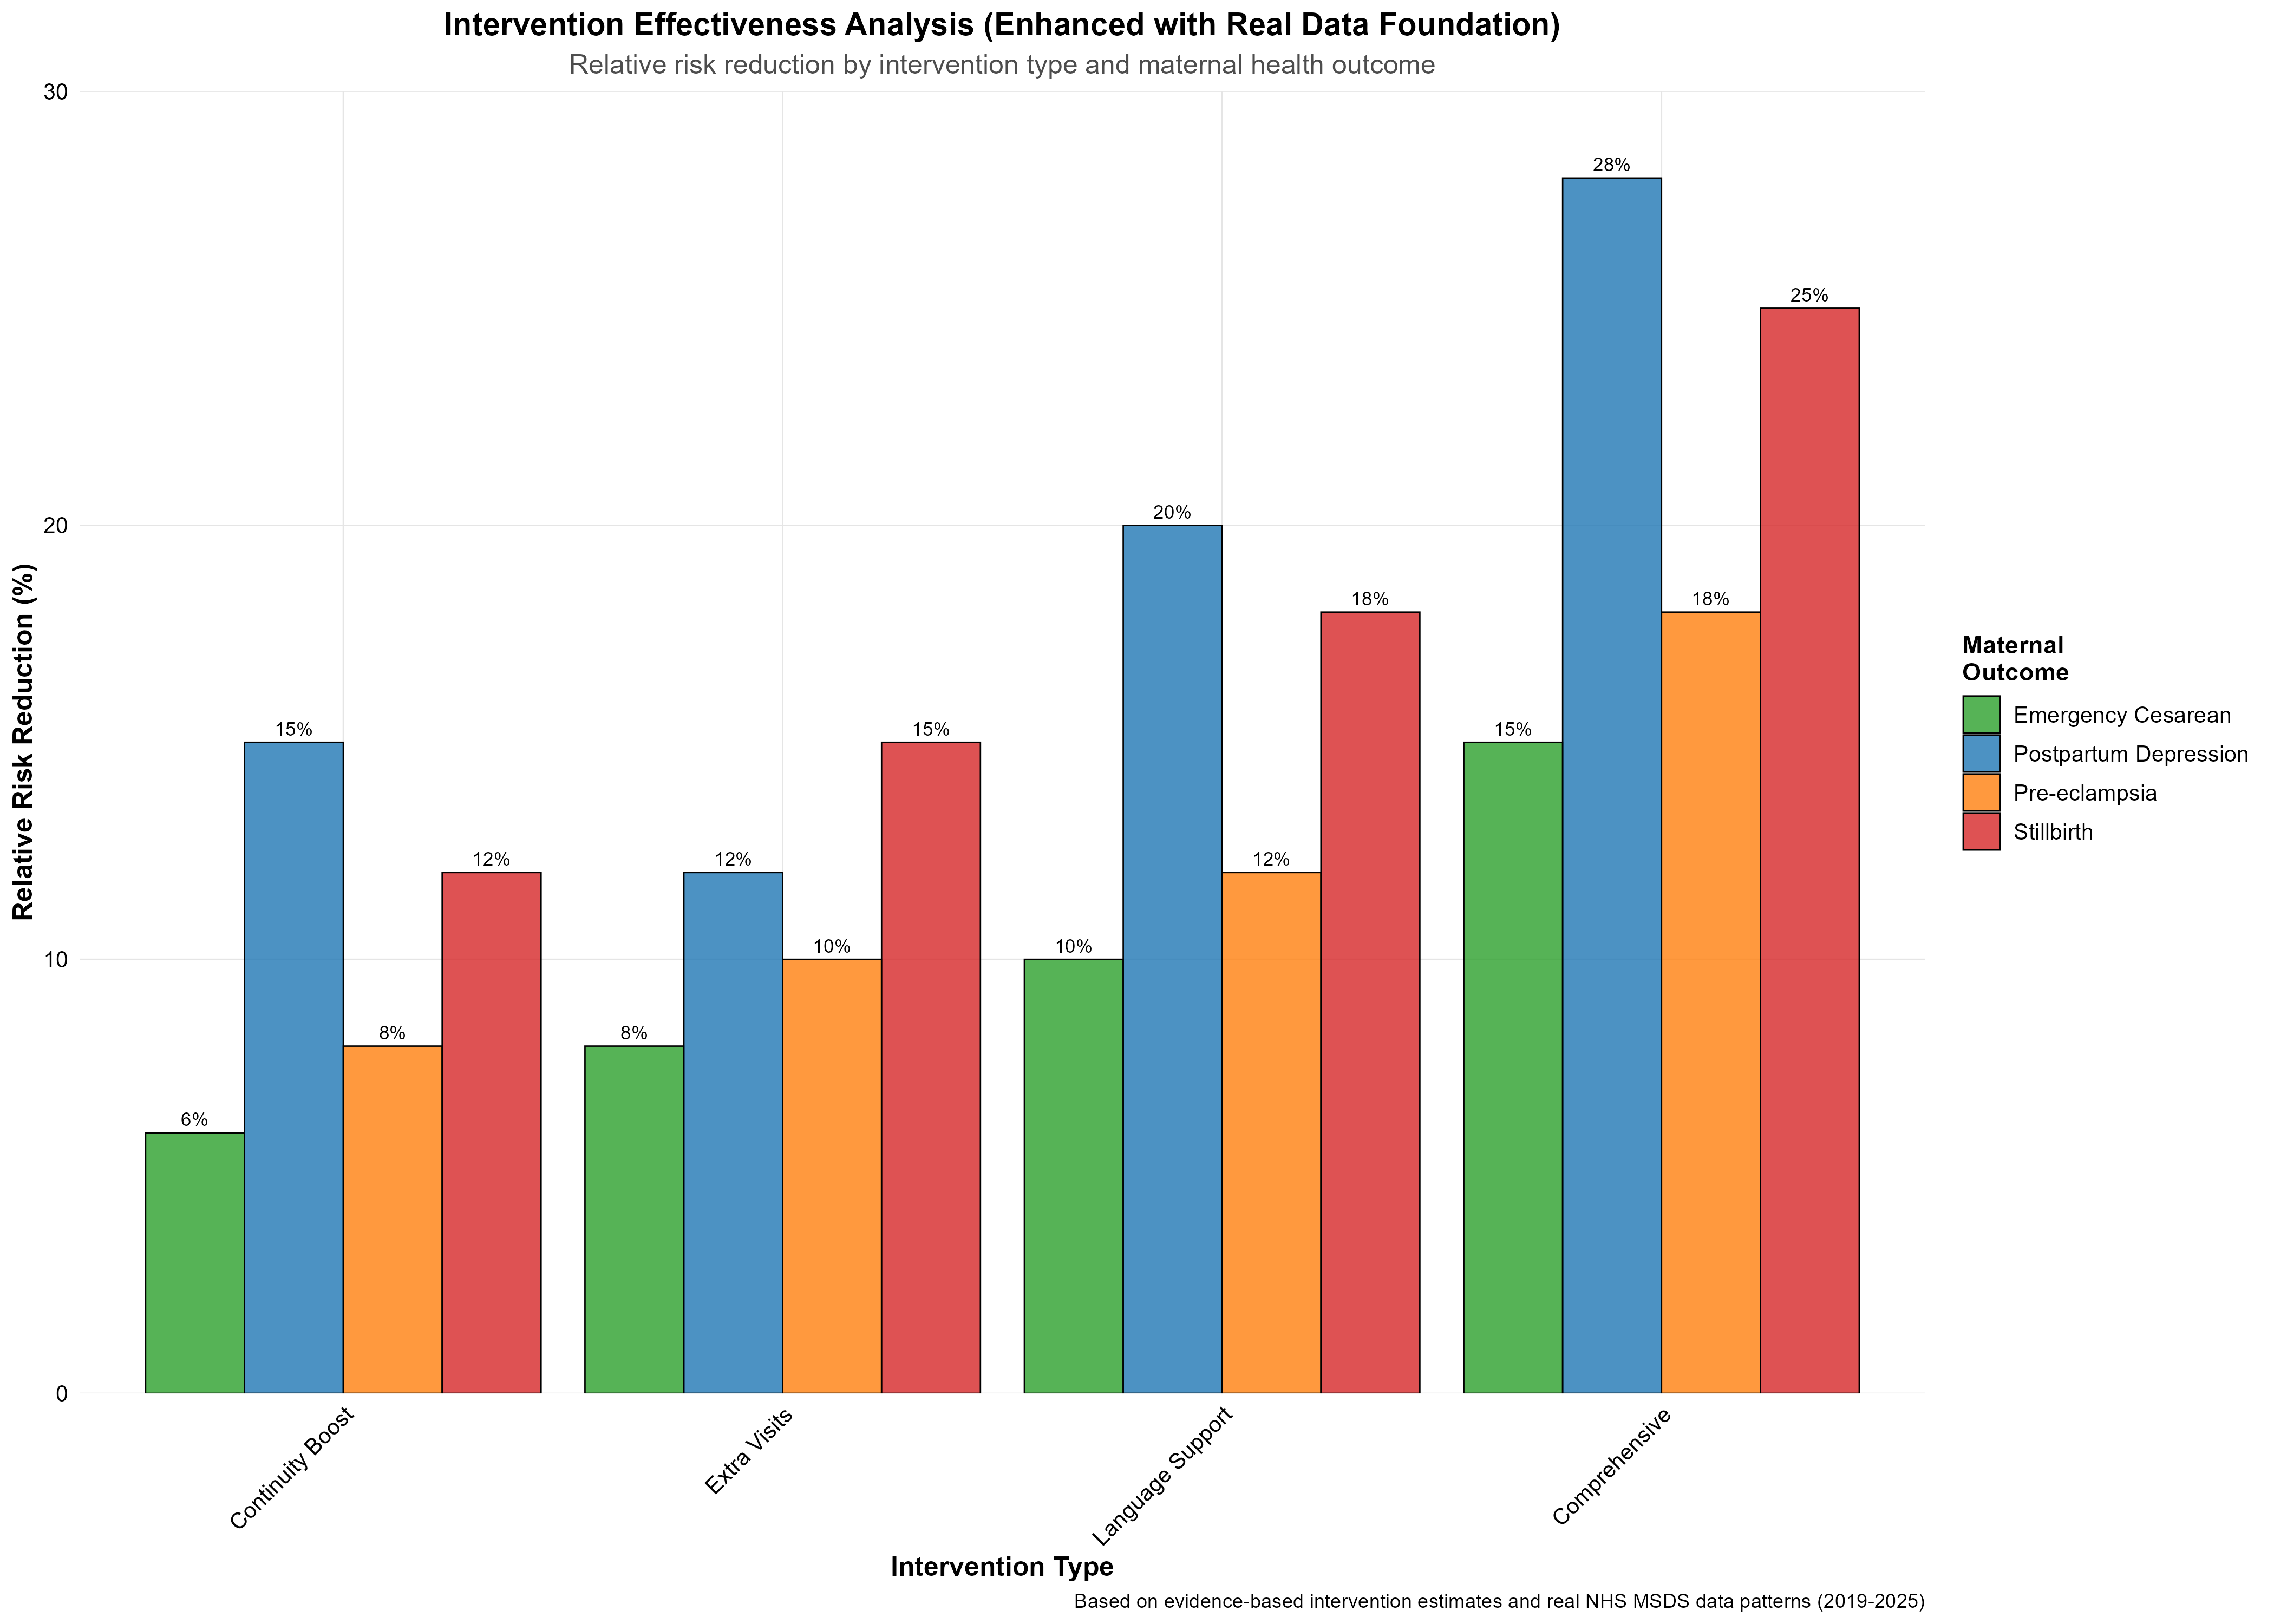 Intervention Effectiveness Analysis (Enhanced with Real Data Foundation)
Relative risk reduction by intervention type and maternal health outcome
Relative Risk Reduction (%)
30
20
10
0
6%
15%
8%
12%
8%
12%
10%
15%
10%
20%
12%
18%
15%
28%
18%
25%
Continuity Boost
Extra Visits
Language Support
Comprehensive
Intervention Type
Maternal
Outcome
Emergency Cesarean
Postpartum Depression
Pre-eclampsia
Stillbirth
Based on evidence-based intervention estimates and real NHS MSDS data patterns (2019-2025)